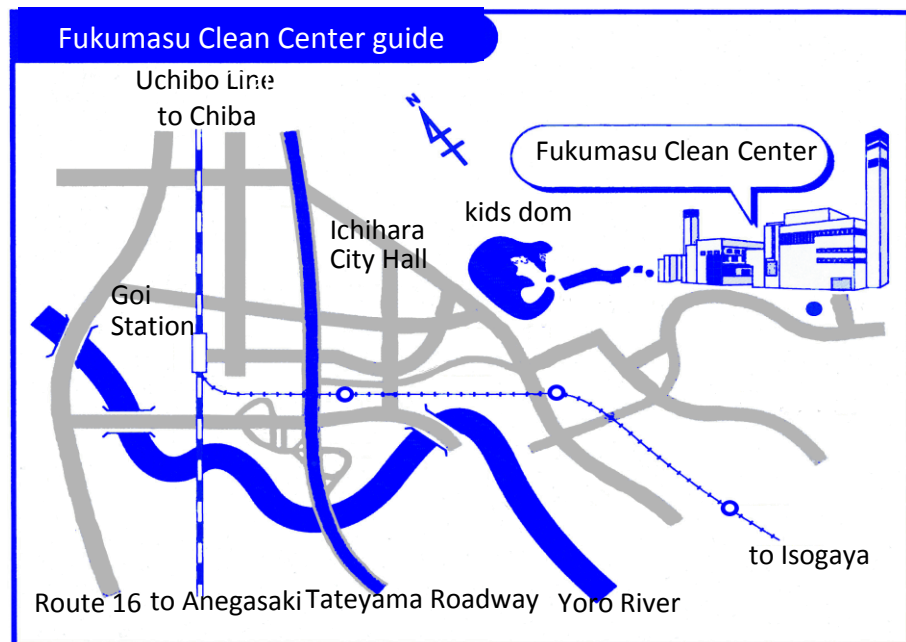 Fukumasu Clean Center guide
Uchibo Line
to Chiba
N
Fukumasu Clean Center
kids dom
Ichihara
City Hall
Goi
Station
to Isogaya
Route 16
to Anegasaki
Tateyama Roadway
Yoro River